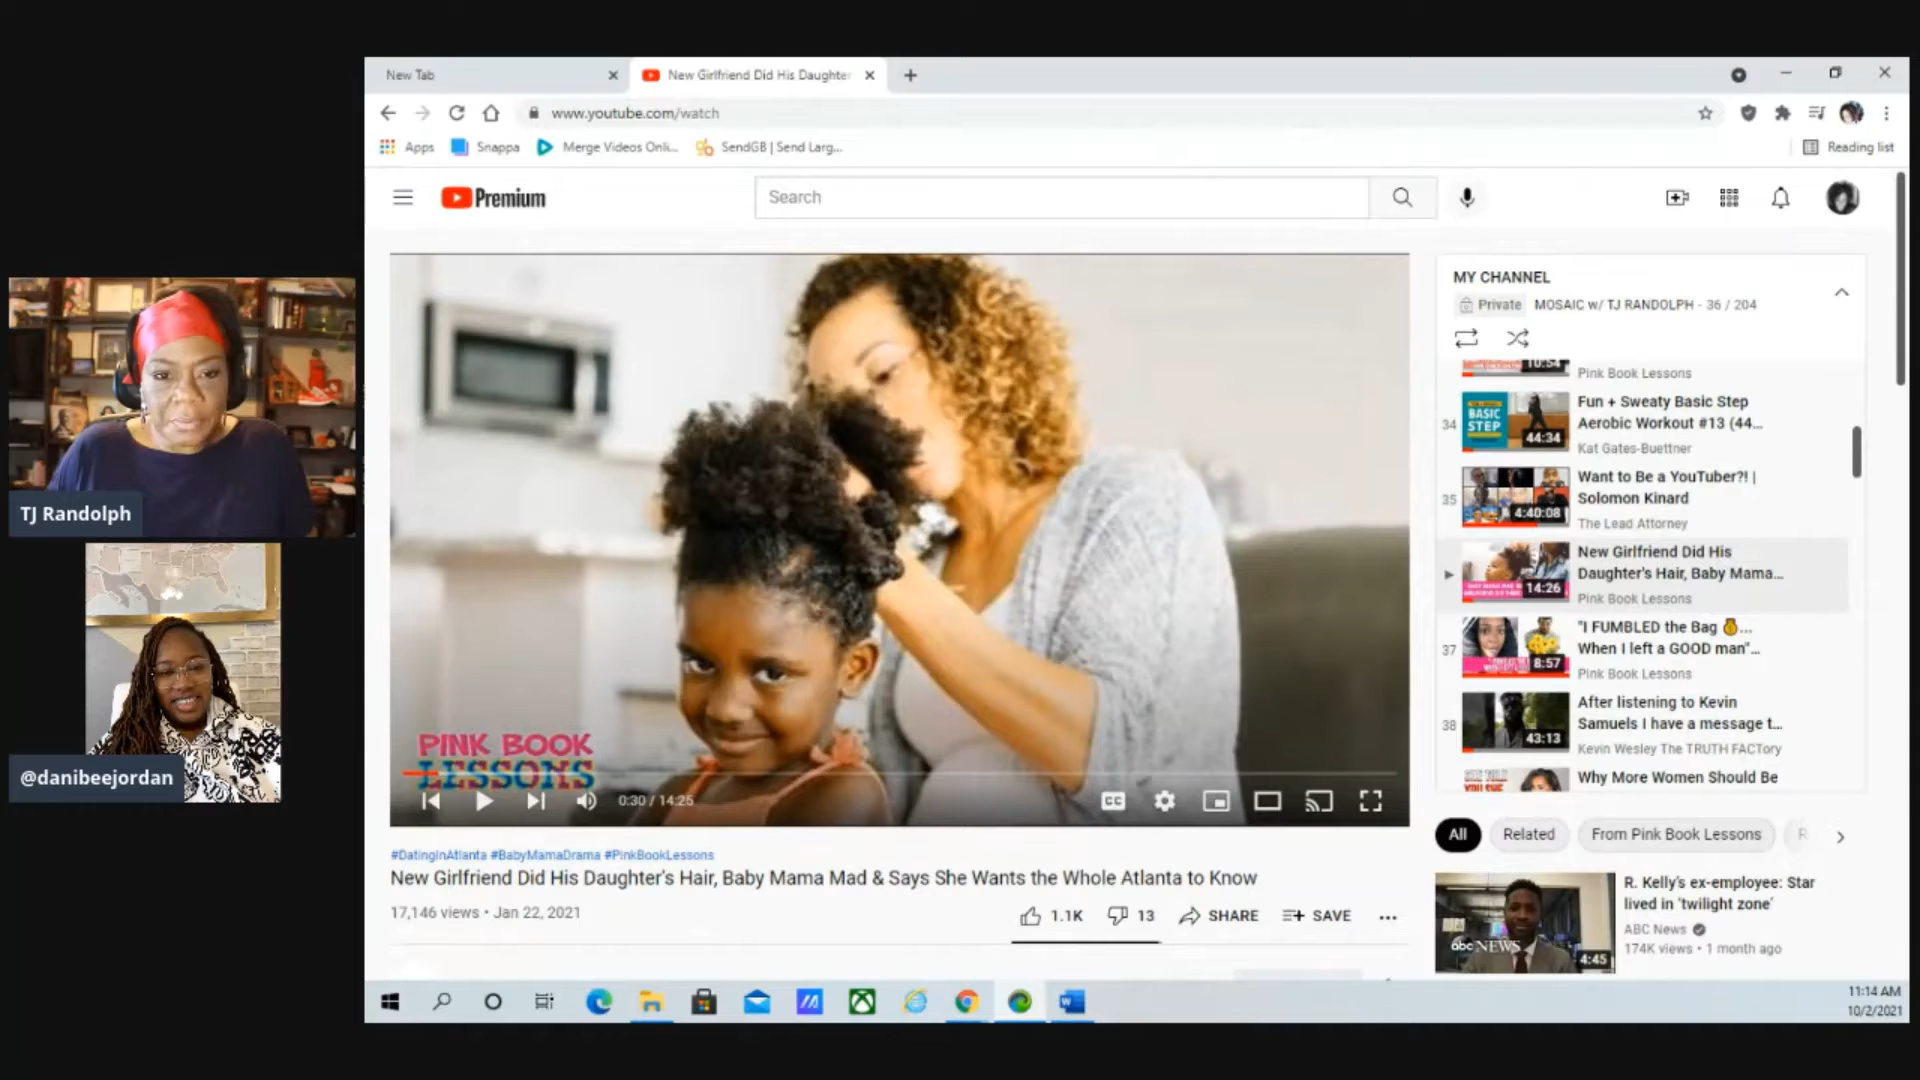 New Tab
New Girlfriend Did His Daughter
www.youtube.com/watch
Apps
Snappa
Merge Videos Onli...
SendGB | Send Larg...
Reading list
Premium
Search
TJ Randolph
@danibeejordan
PINK BOOK
LESSONS
0:30 / 14:25
CC
#DatingInAtlanta #BabyMamaDrama #PinkBookLessons
New Girlfriend Did His Daughter's Hair, Baby Mama Mad & Says She Wants the Whole Atlanta to Know
17,146 views • Jan 22, 2021
1.1K
13
SHARE
SAVE
MY CHANNEL
Private
MOSAIC w/ TJ RANDOLPH - 36 / 204
10:54
Pink Book Lessons
34
BASIC
STEP
44:34
Fun + Sweaty Basic Step
Aerobic Workout #13 (44...
Kat Gates-Buettner
35
4:40:08
Want to Be a YouTuber?! |
Solomon Kinard
The Lead Attorney
14:26
New Girlfriend Did His
Daughter's Hair, Baby Mama...
Pink Book Lessons
37
8:57
"I FUMBLED the Bag 💰...
When I left a GOOD man"...
Pink Book Lessons
38
43:13
After listening to Kevin
Samuels I have a message t...
Kevin Wesley The TRUTH FACTory
Why More Women Should Be
All
Related
From Pink Book Lessons
R
abc NEWS
4:45
R. Kelly's ex-employee: Star
lived in 'twilight zone'
ABC News
174K views • 1 month ago
11:14 AM
10/2/2021